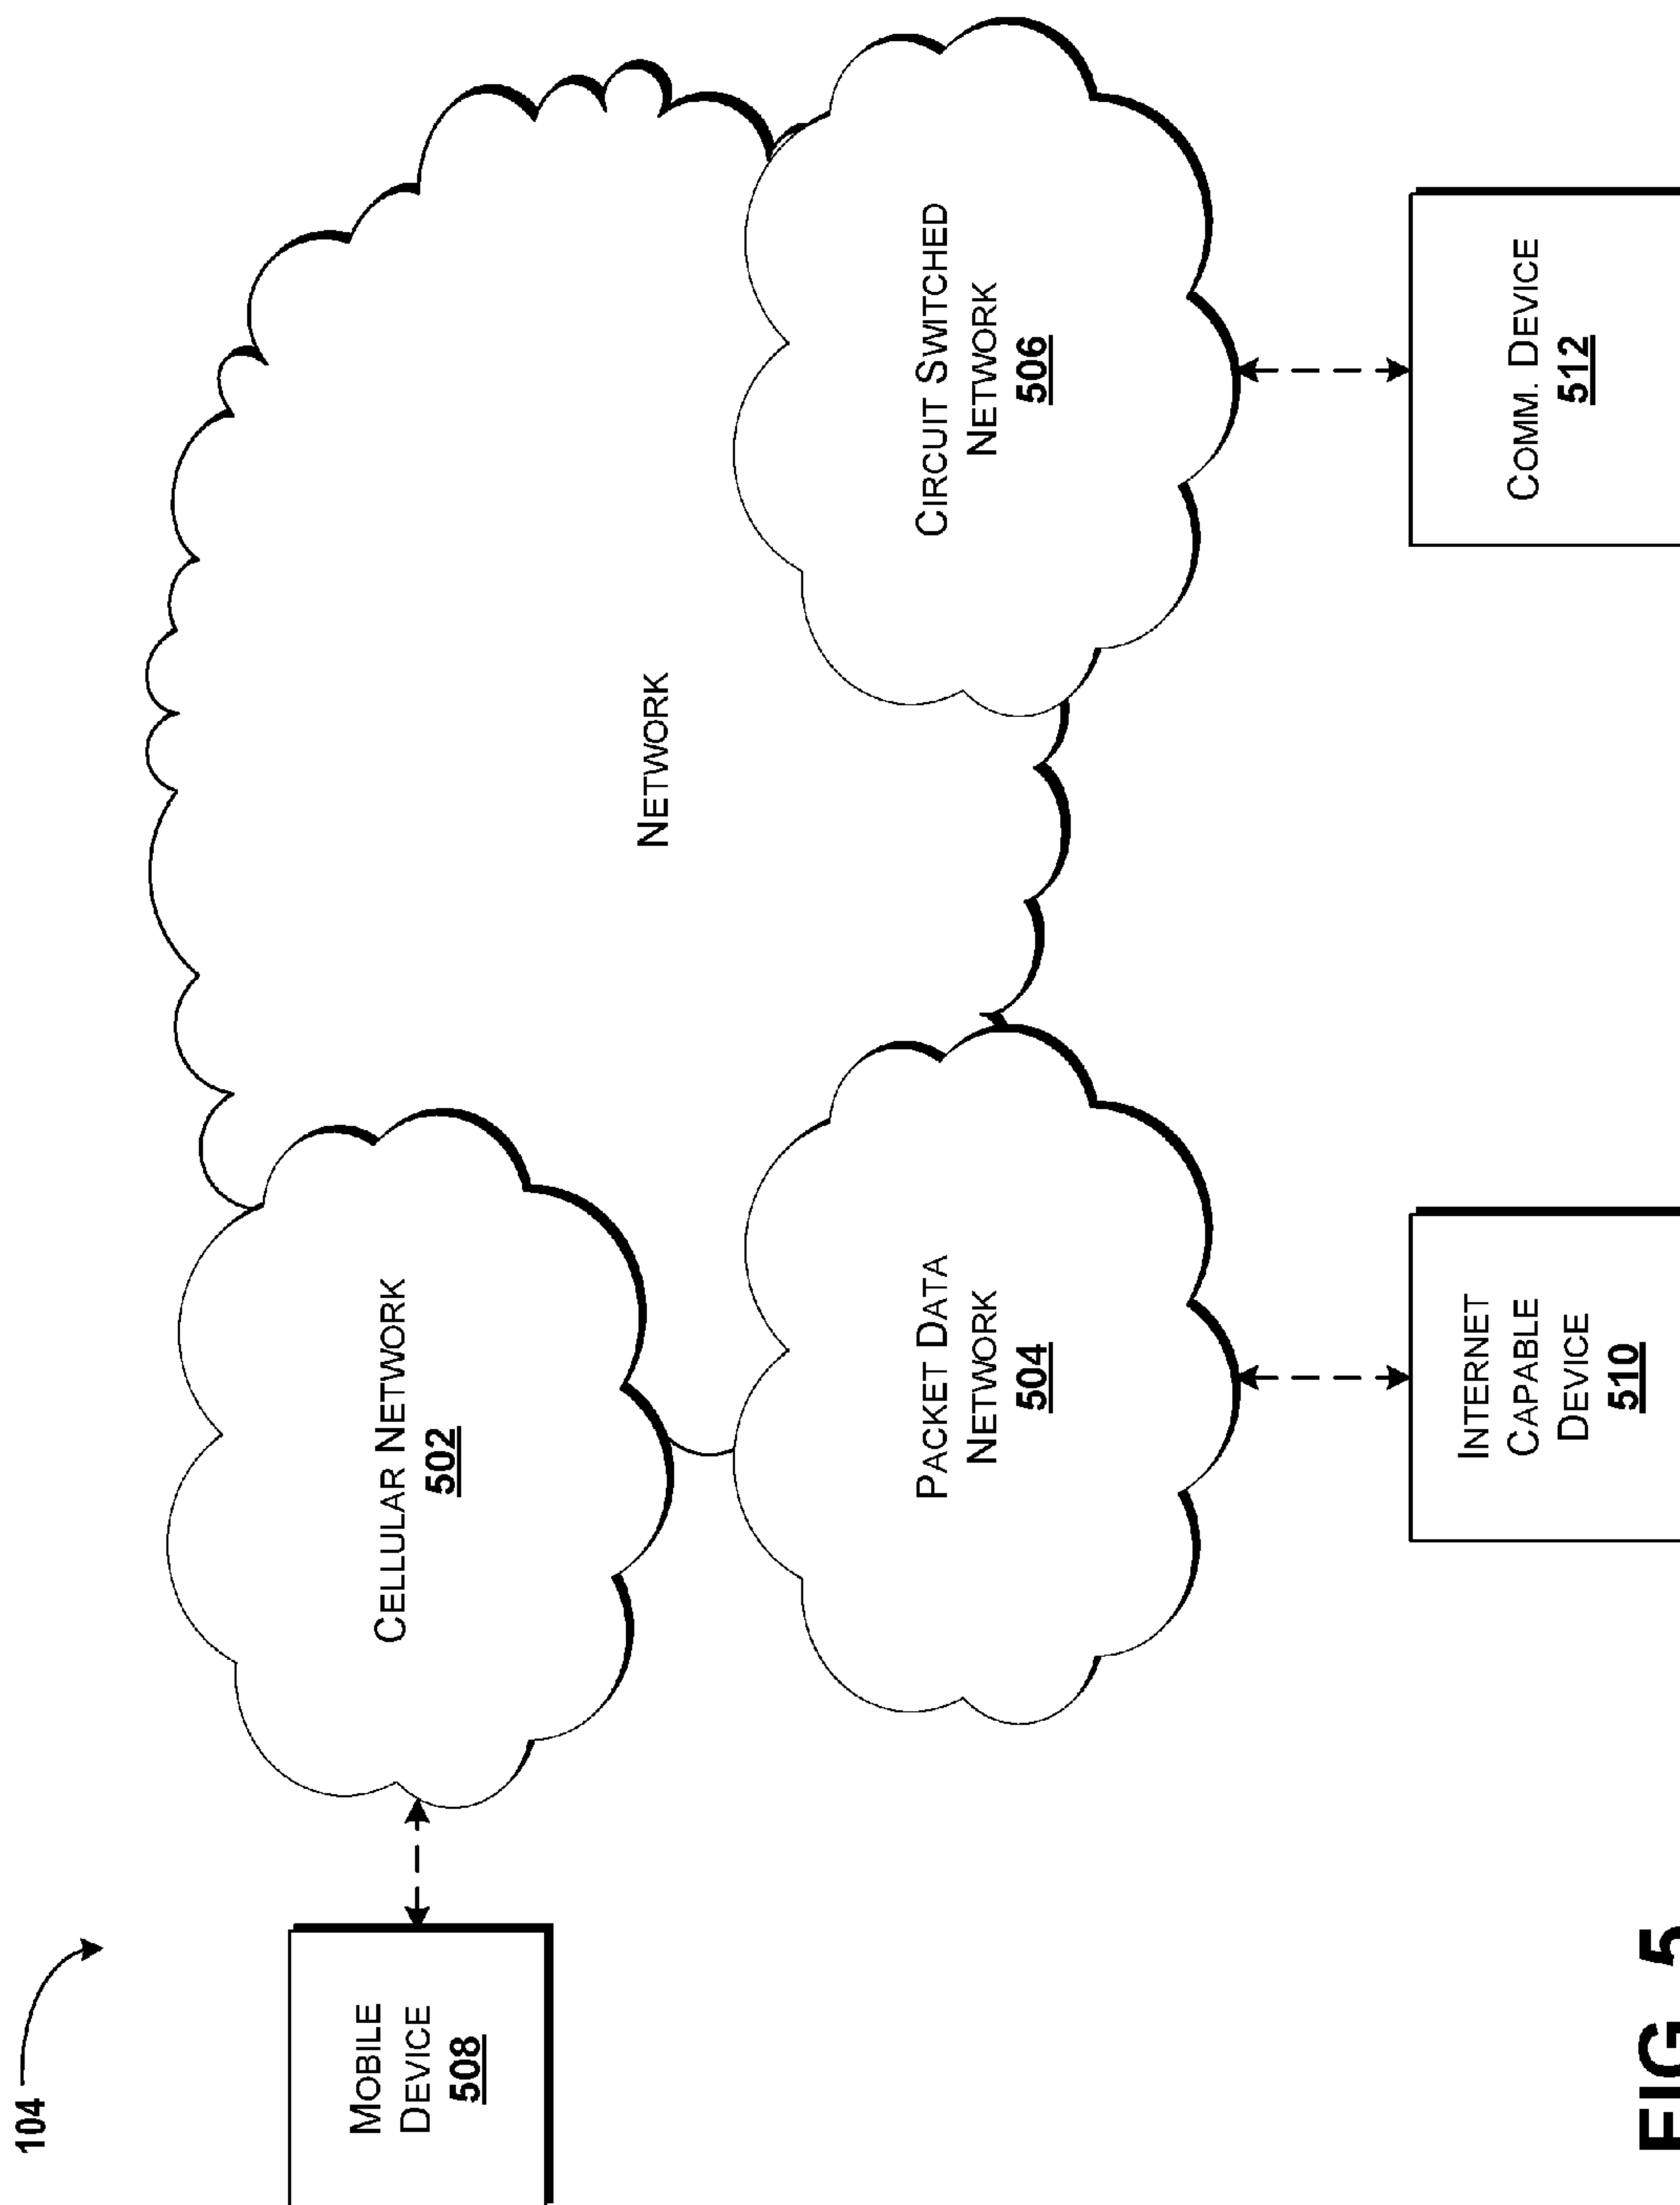 104
MOBILE
DEVICE
508
CELLULAR NETWORK
502
NETWORK
PACKET DATA
NETWORK
504
CIRCUIT SWITCHED
NETWORK
506
INTERNET
CAPABLE
DEVICE
510
COMM. DEVICE
512
FIG. 5